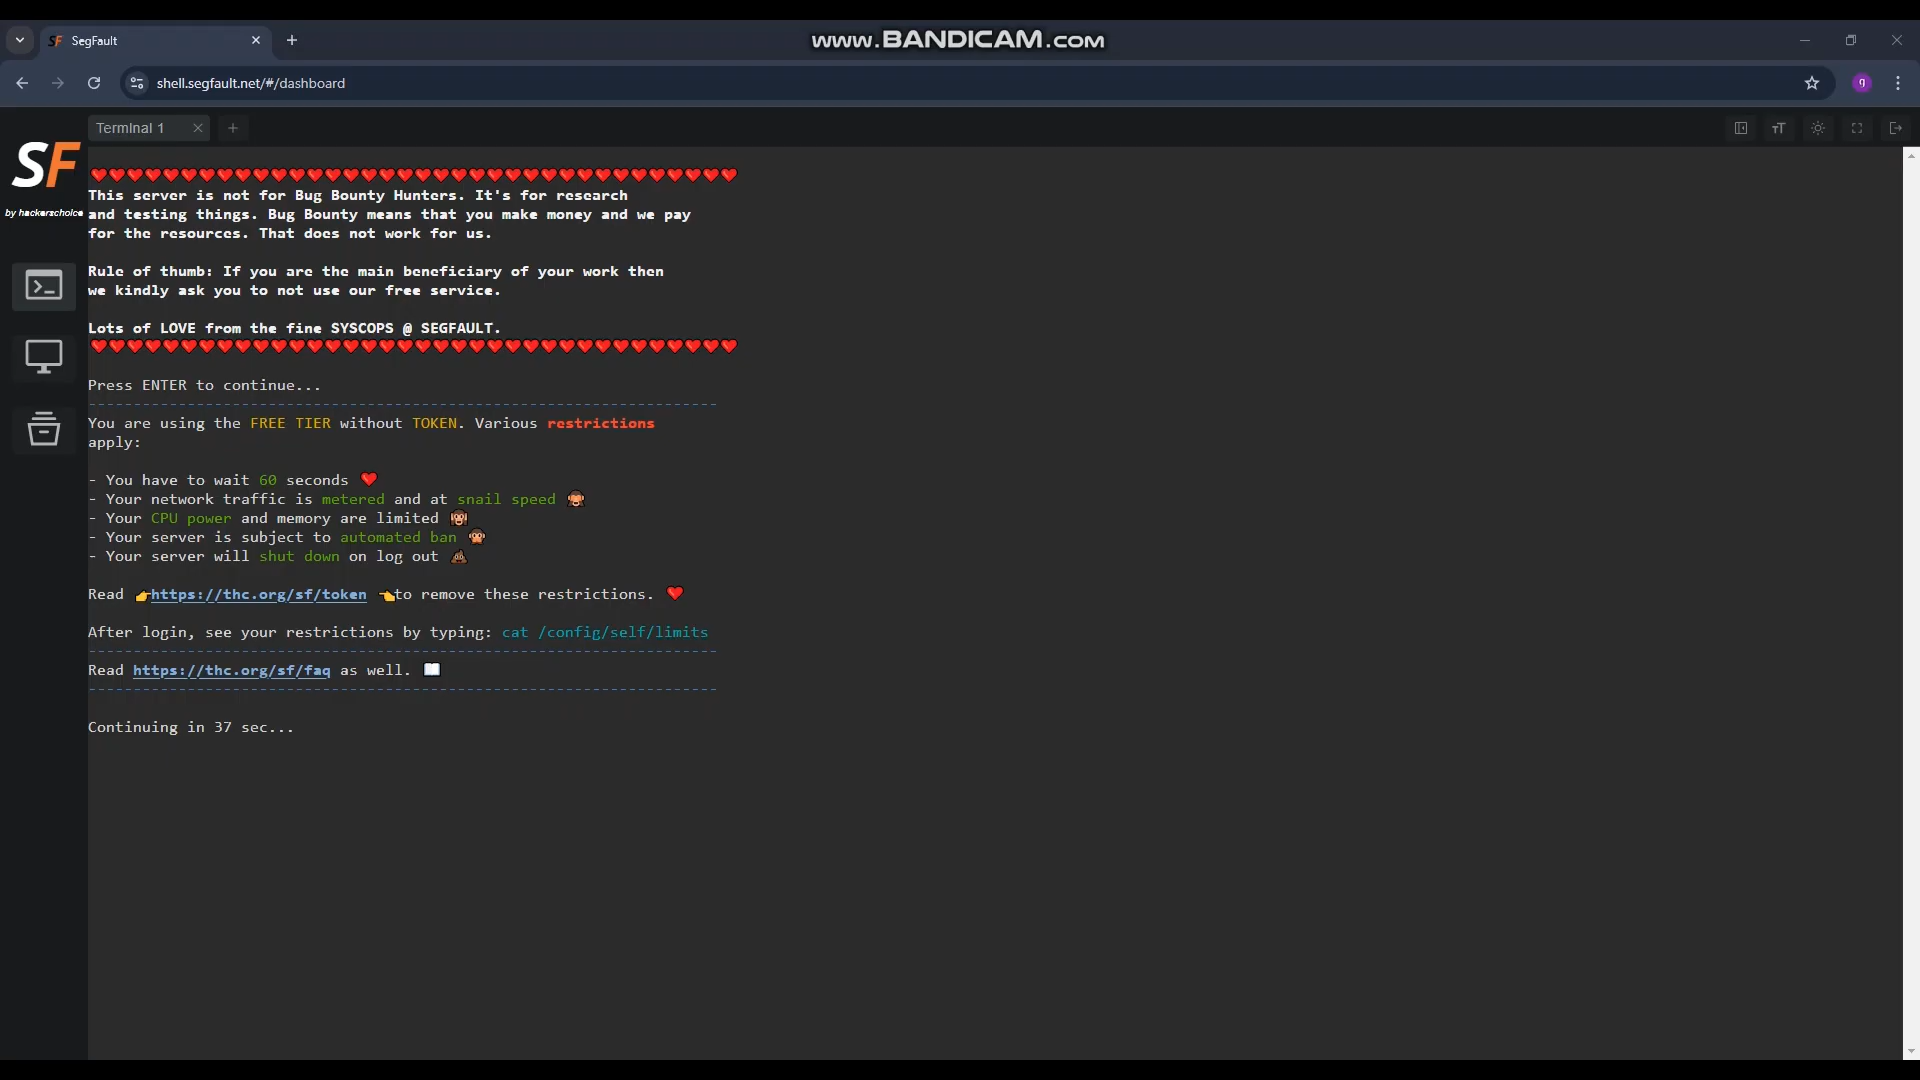 SegFault
www.BANDICAM.com
shell.segfault.net/#/dashboard
g
Terminal 1
SF
by hackerschoice
This server is not for Bug Bounty Hunters. It's for research
and testing things. Bug Bounty means that you make money and we pay
for the resources. That does not work for us.
Rule of thumb: If you are the main beneficiary of your work then
we kindly ask you to not use our free service.
Lots of LOVE from the fine SYSCOPS @ SEGFAULT.
Press ENTER to continue...
You are using the FREE TIER without TOKEN. Various restrictions
apply:
- You have to wait 60 seconds ❤️
- Your network traffic is metered and at snail speed 🙈
- Your CPU power and memory are limited 🙉
- Your server is subject to automated ban 🙊
- Your server will shut down on log out 💩
Read 👉https://thc.org/sf/token 👈to remove these restrictions. ❤️
After login, see your restrictions by typing: cat /config/self/limits
Read https://thc.org/sf/faq as well. 📖
Continuing in 37 sec...